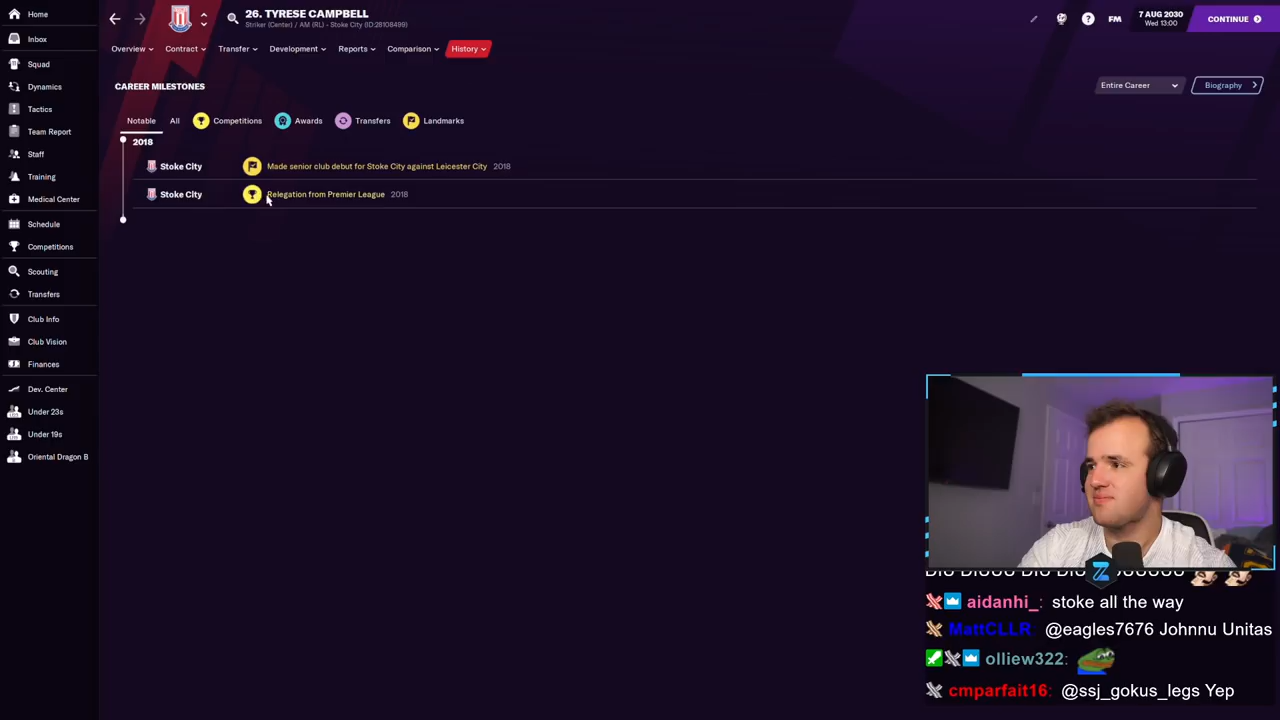 Home
Inbox
Squad
Dynamics
Tactics
Team Report
Staff
Training
Medical Center
Schedule
Competitions
Scouting
Transfers
Club Info
Club Vision
Finances
Dev. Center
Under 23s
Under 19s
Oriental Dragon B
26. TYRESE CAMPBELL
Striker (Center) / AM (RL) - Stoke City (ID:28108499)
FM
7 AUG 2030
Wed 13:00
CONTINUE
Overview
Contract
Transfer
Development
Reports
Comparison
History
CAREER MILESTONES
Entire Career
Biography
Notable
All
Competitions
Awards
Transfers
Landmarks
2018
Stoke City
Made senior club debut for Stoke City against Leicester City 2018
Stoke City
Relegation from Premier League 2018
aidanhi_: stoke all the way
MattCLLR: @eagles7676 Johnnu Unitas
olliew322:
cmparfait16: @ssj_gokus_legs Yep